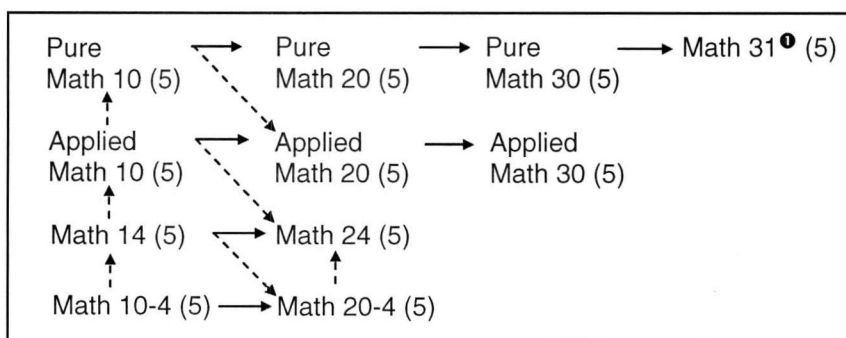 Pure Pure Pure Math 31❶ (5)
Math 10 (5) Math 20 (5) Math 30 (5)
Applied Applied Applied
Math 10 (5) Math 20 (5) Math 30 (5)
Math 14 (5) Math 24 (5)
Math 10-4 (5) Math 20-4 (5)